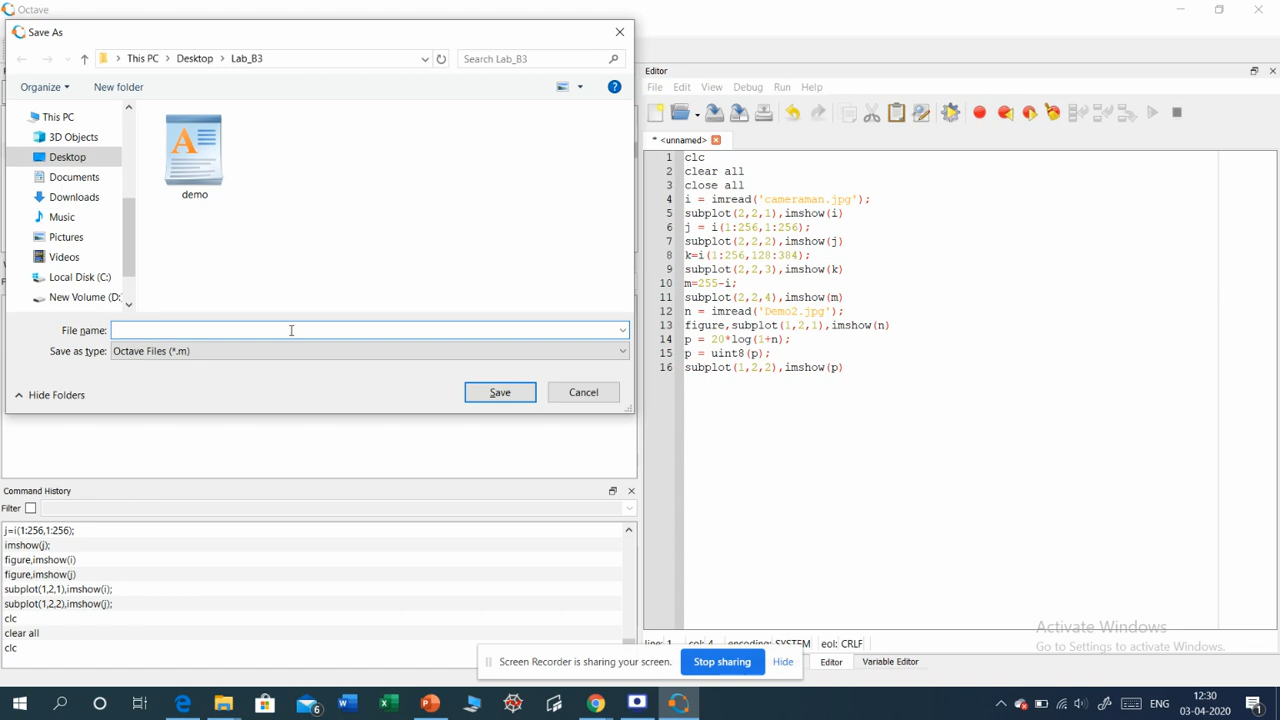 Octave
Save As
This PC > Desktop > Lab_B3
Search Lab_B3
Organize
New folder
This PC
3D Objects
Desktop
Documents
Downloads
Music
Pictures
Videos
Local Disk (C:)
New Volume (D:
demo
File name:
Save as type: Octave Files (*.m)
Hide Folders
Save
Cancel
Command History
Filter
j=i(1:256,1:256);
imshow(j);
figure,imshow(i)
figure,imshow(j)
subplot(1,2,1),imshow(i);
subplot(1,2,2),imshow(j);
clc
clear all
clc
Editor
File Edit View Debug Run Help
* <unnamed>
1 clc
2 clear all
3 close all
4 i = imread('cameraman.jpg');
5 subplot(2,2,1),imshow(i)
6 j = i(1:256,1:256);
7 subplot(2,2,2),imshow(j)
8 k=i(1:256,128:384);
9 subplot(2,2,3),imshow(k)
10 m=255-i;
11 subplot(2,2,4),imshow(m)
12 n = imread('Demo2.jpg');
13 figure,subplot(1,2,1),imshow(n)
14 p = 20*log(1+n);
15 p = uint8(p);
16 subplot(1,2,2),imshow(p)
Activate Windows
Go to Settings to activate Windows.
line: 1 col: 4 encoding: SYSTEM eol: CRLF
Screen Recorder is sharing your screen. Stop sharing Hide
Editor Variable Editor
ENG
12:30
03-04-2020